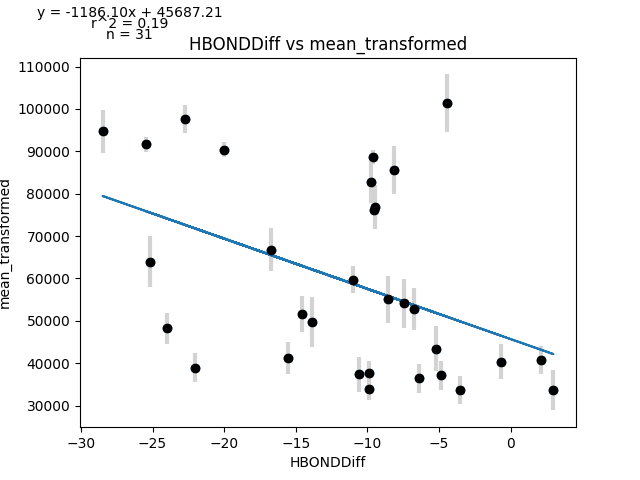 y = -1186.10x + 45687.21
r^2 = 0.19
n = 31
HBONDDiff vs mean_transformed
110000
100000
90000
80000
70000
60000
50000
40000
30000
mean_transformed
−30
−25
−20
−15
−10
−5
0
HBONDDiff